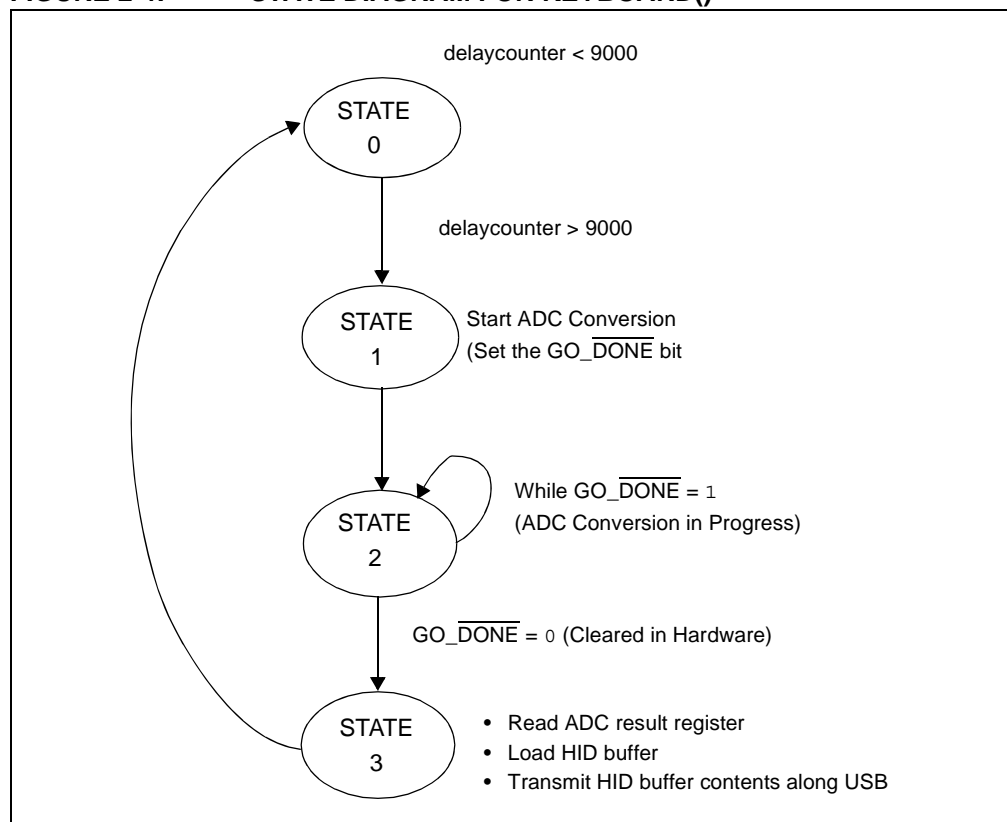 delaycounter < 9000
STATE
0
delaycounter > 9000
STATE
1
Start ADC Conversion
(Set the GO_DONE bit
STATE
2
While GO_DONE = 1
(ADC Conversion in Progress)
GO_DONE = 0 (Cleared in Hardware)
STATE
3
• Read ADC result register
• Load HID buffer
• Transmit HID buffer contents along USB